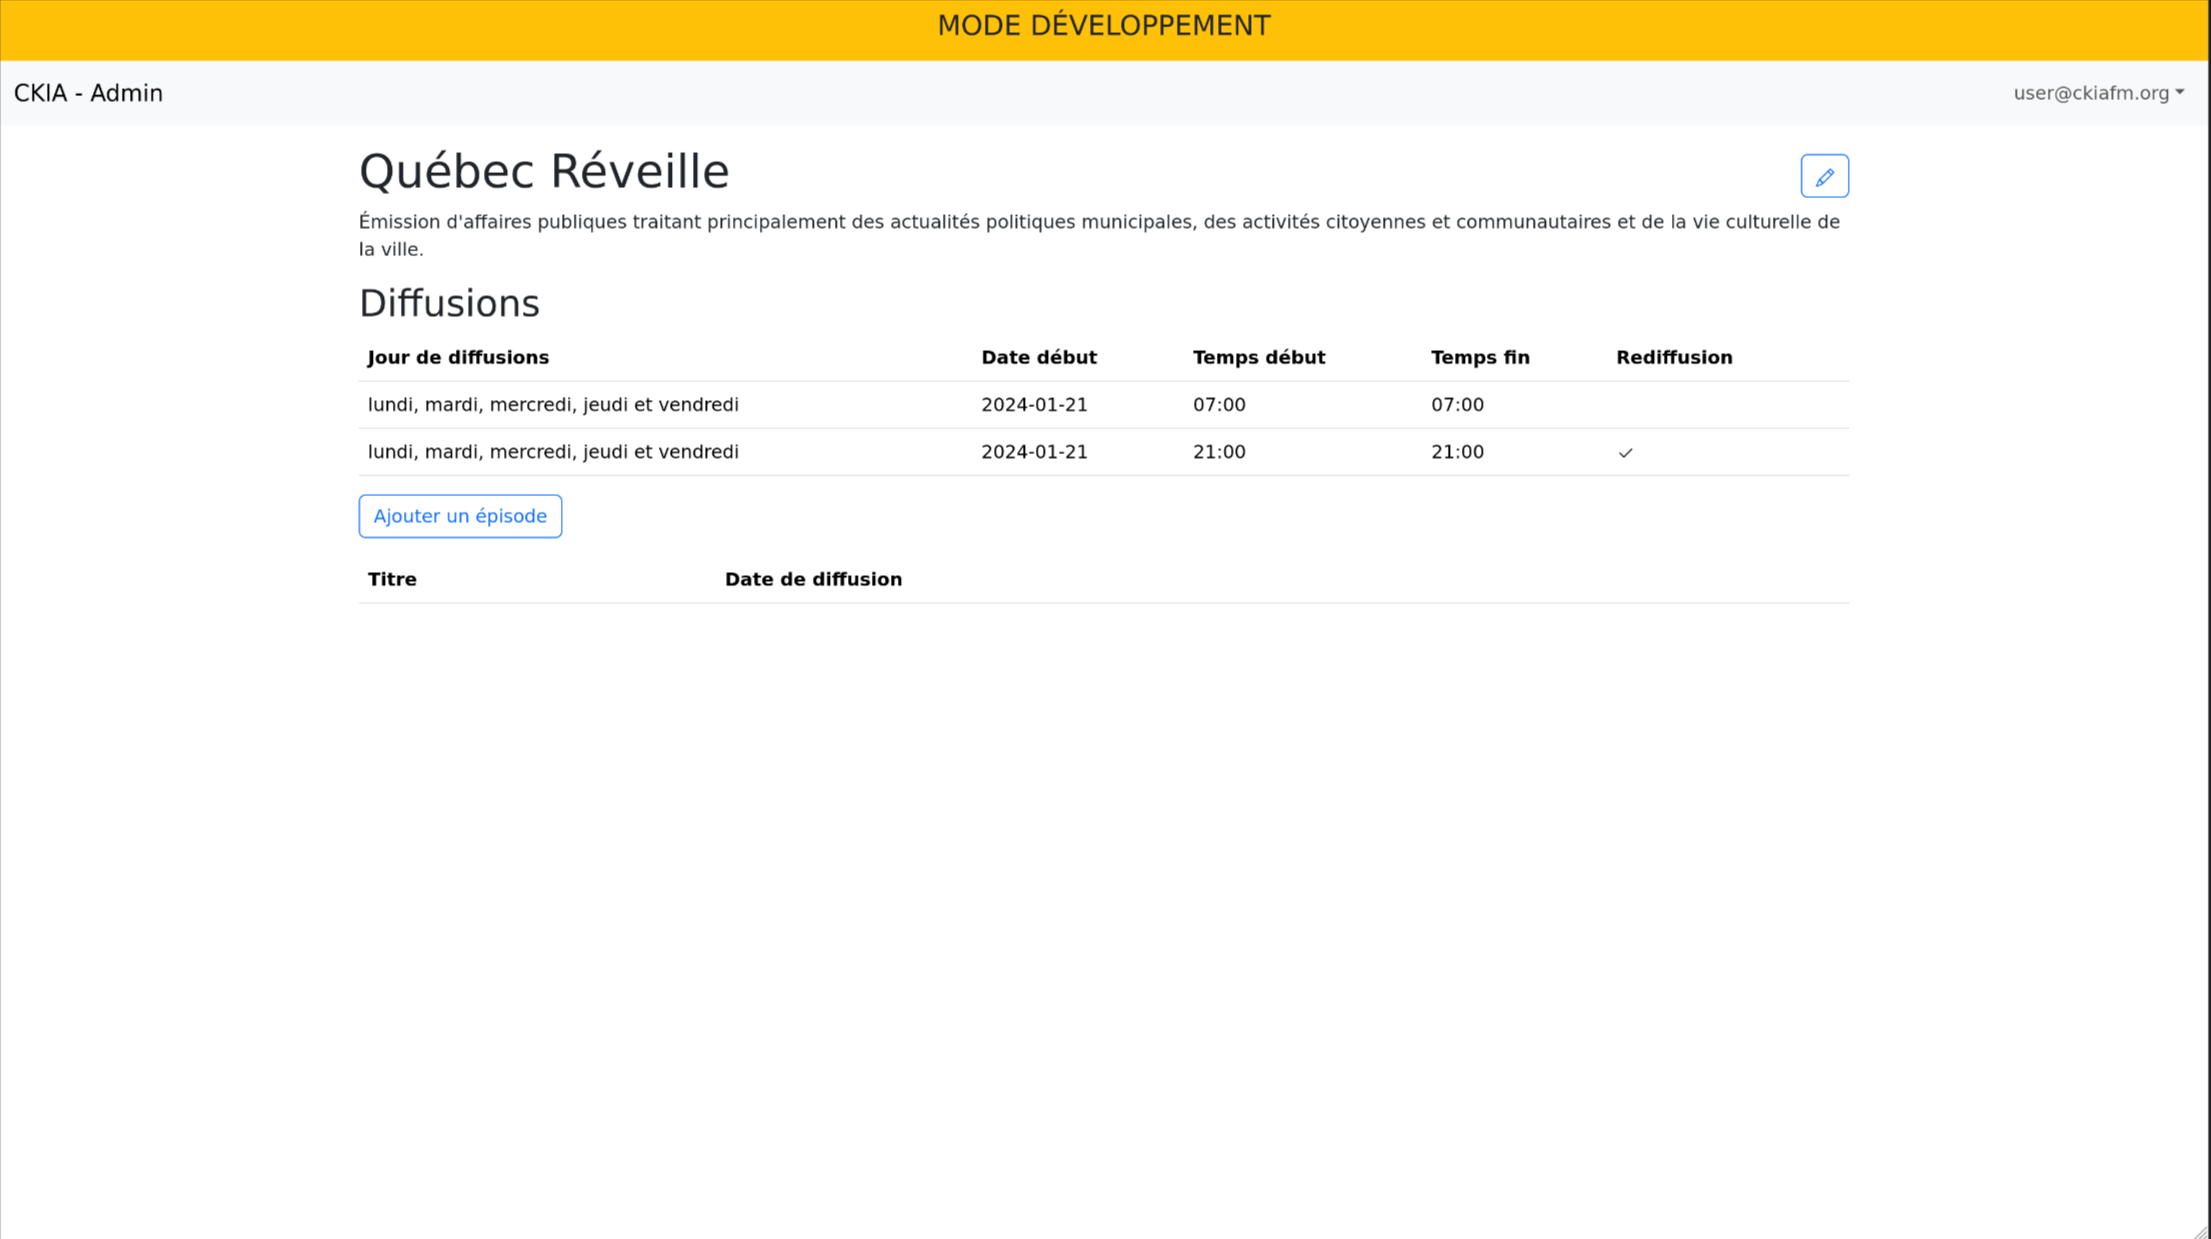 MODE DÉVELOPPEMENT
CKIA - Admin
user@ckiafm.org
Québec Réveille
Émission d'affaires publiques traitant principalement des actualités politiques municipales, des activités citoyennes et communautaires et de la vie culturelle de
la ville.
Diffusions
Jour de diffusions Date début Temps début Temps fin Rediffusion
lundi, mardi, mercredi, jeudi et vendredi 2024-01-21 07:00 07:00
lundi, mardi, mercredi, jeudi et vendredi 2024-01-21 21:00 21:00 ✓
Ajouter un épisode
Titre Date de diffusion